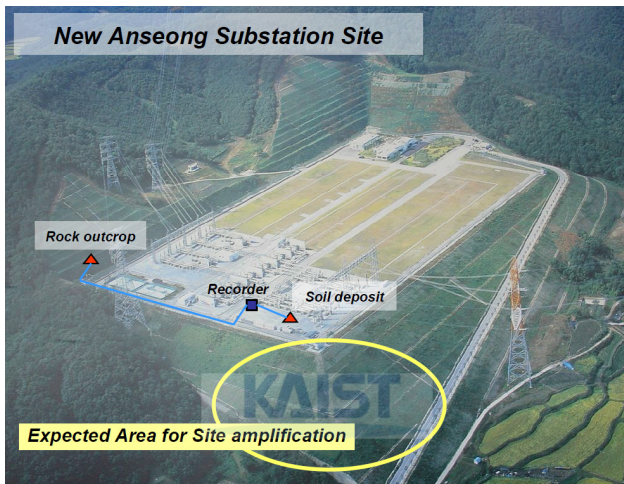 New Anseong Substation Site
Rock outcrop
Recorder
Soil deposit
KAIST
Expected Area for Site amplification